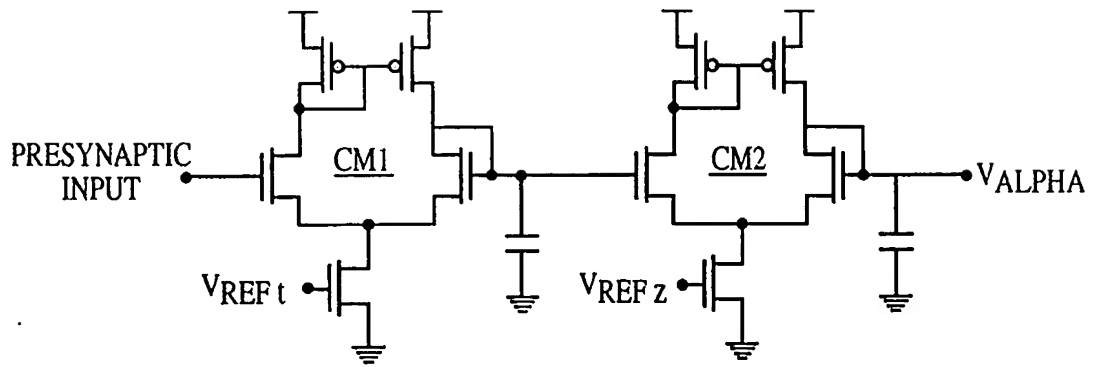 PRESYNAPTIC
INPUT
CM1
CM2
VALPHA
VREF t
VREF z